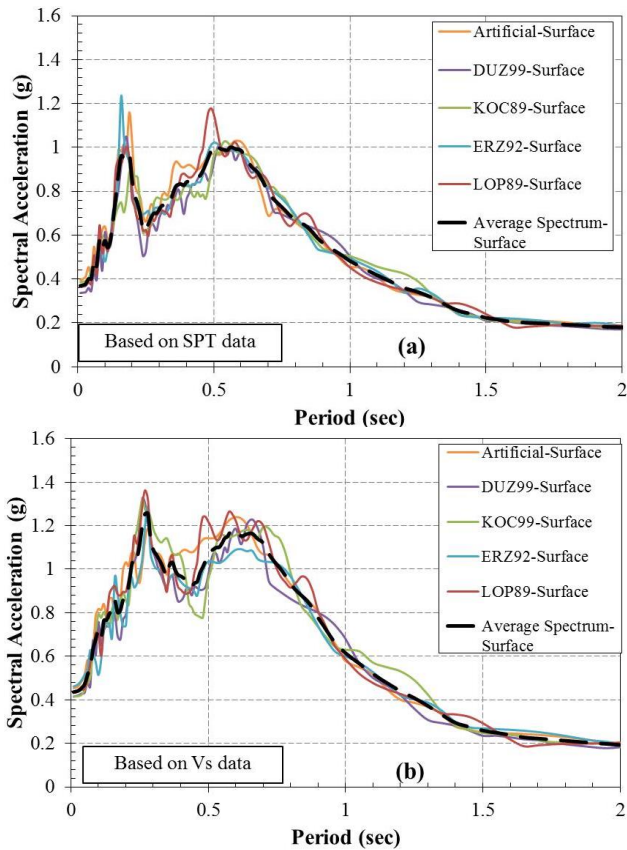 1.6
1.4
1.2
1
0.8
0.6
0.4
0.2
0
Spectral Acceleration (g)
Artificial-Surface
DUZ99-Surface
KOC89-Surface
ERZ92-Surface
LOP89-Surface
Average Spectrum-
Surface
Based on SPT data
(a)
0 0.5 1 1.5 2
Period (sec)
1.6
1.4
1.2
1
0.8
0.6
0.4
0.2
0
Spectral Acceleration (g)
Artificial-Surface
DUZ99-Surface
KOC99-Surface
ERZ92-Surface
LOP89-Surface
Average Spectrum-
Surface
Based on Vs data
(b)
0 0.5 1 1.5 2
Period (sec)